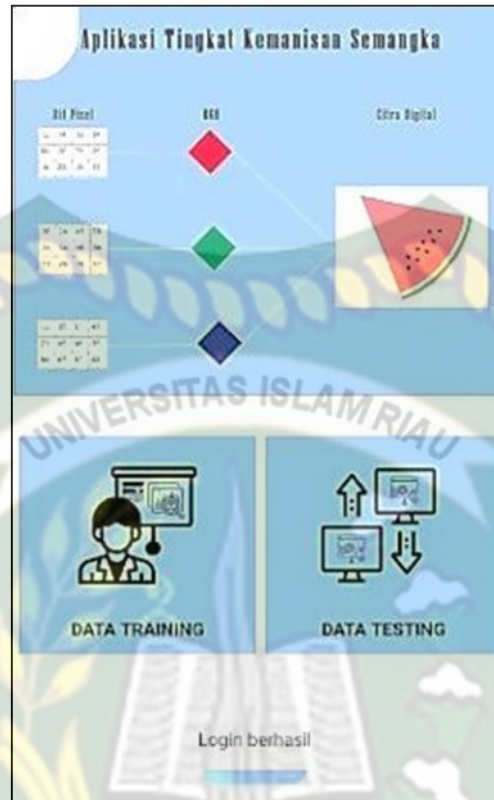 Aplikasi Tingkat Kemanisan Semangka
Bit Pixel RGB Citra Digital
UNIVERSITAS ISLAM RIAU
DATA TRAINING DATA TESTING
Login berhasil